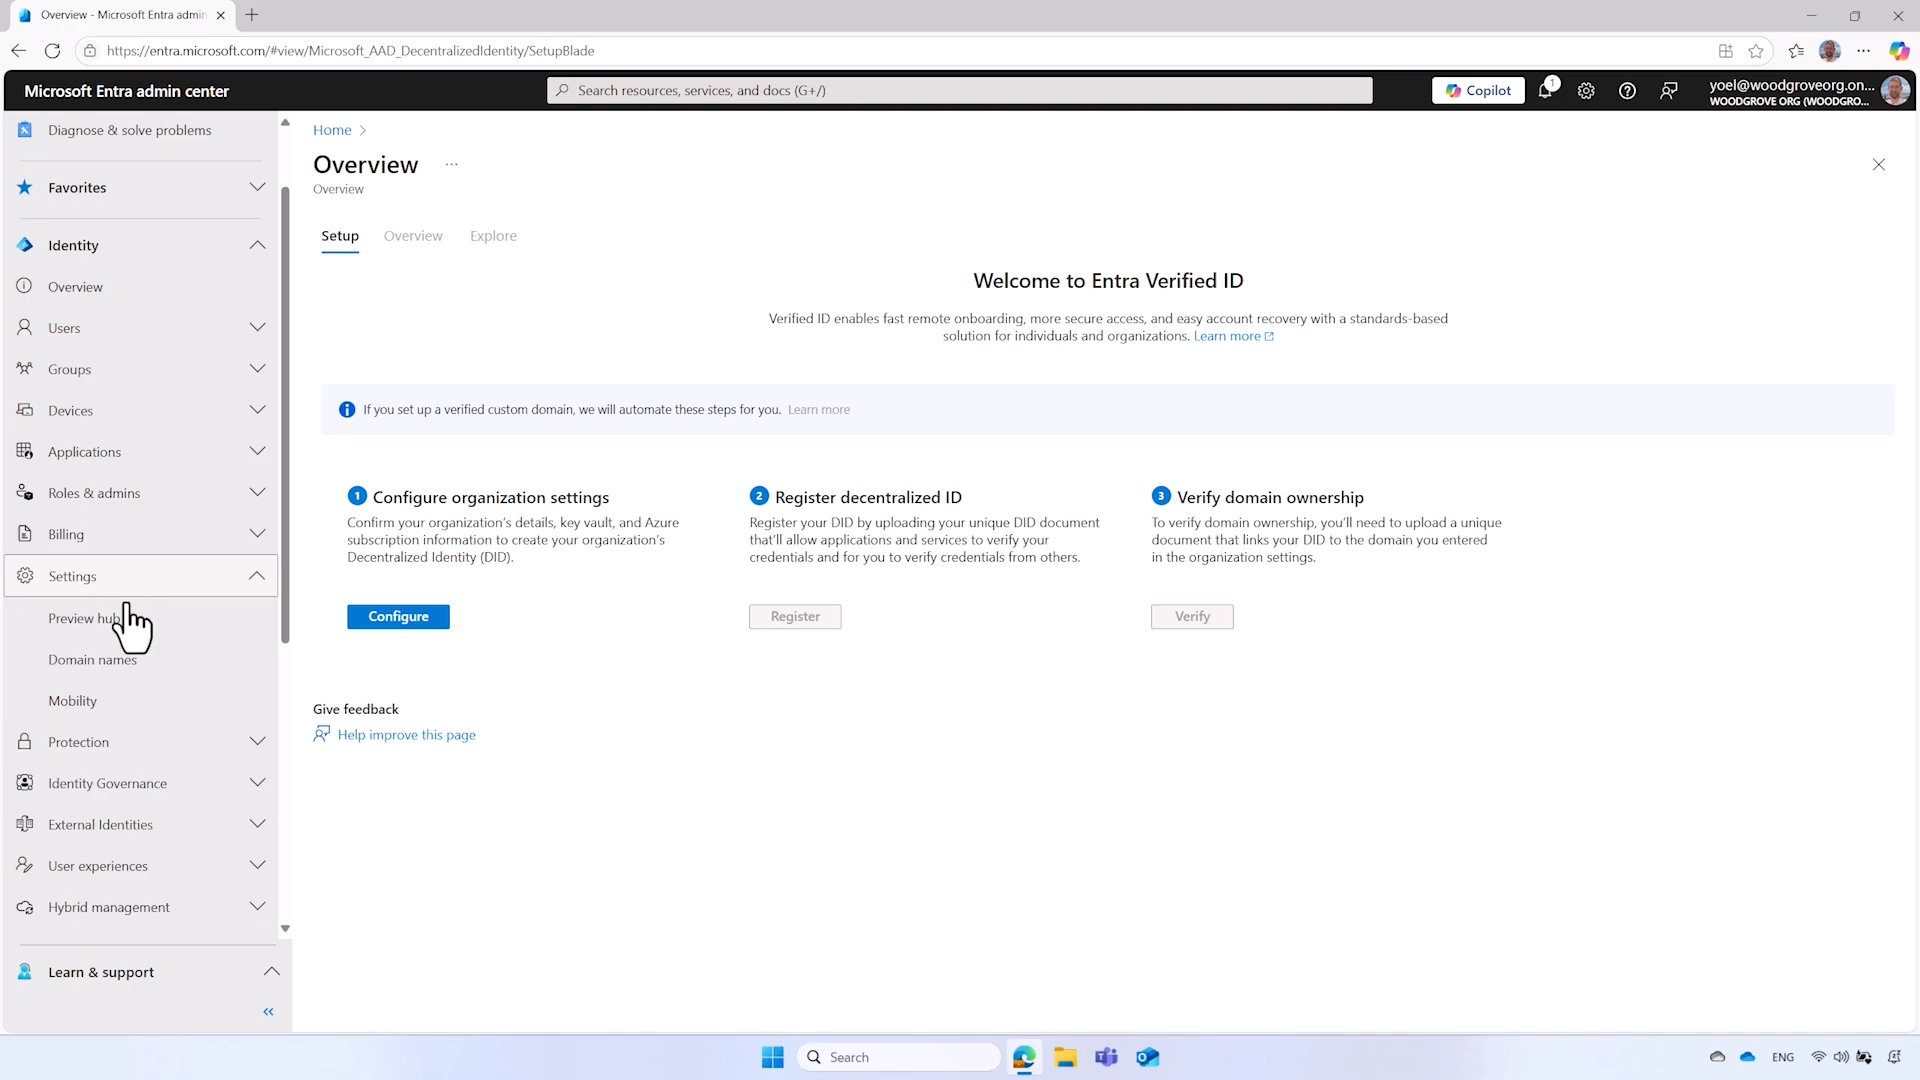 Overview - Microsoft Entra admin
https://entra.microsoft.com/#view/Microsoft_AAD_DecentralizedIdentity/SetupBlade
Microsoft Entra admin center
Search resources, services, and docs (G+/)
Copilot
1
yoel@woodgroveorg.on...
WOODGROVE ORG (WOODGRO...
Diagnose & solve problems
Favorites
Identity
Overview
Users
Groups
Devices
Applications
Roles & admins
Billing
Settings
Preview hub
Domain names
Mobility
Protection
Identity Governance
External Identities
User experiences
Hybrid management
Learn & support
Home
Overview ...
Overview
Setup Overview Explore
Welcome to Entra Verified ID
Verified ID enables fast remote onboarding, more secure access, and easy account recovery with a standards-based
solution for individuals and organizations. Learn more
If you set up a verified custom domain, we will automate these steps for you. Learn more
1 Configure organization settings
Confirm your organization's details, key vault, and Azure
subscription information to create your organization's
Decentralized Identity (DID).
Configure
2 Register decentralized ID
Register your DID by uploading your unique DID document
that'll allow applications and services to verify your
credentials and for you to verify credentials from others.
Register
3 Verify domain ownership
To verify domain ownership, you'll need to upload a unique
document that links your DID to the domain you entered
in the organization settings.
Verify
Give feedback
Help improve this page
Search
ENG